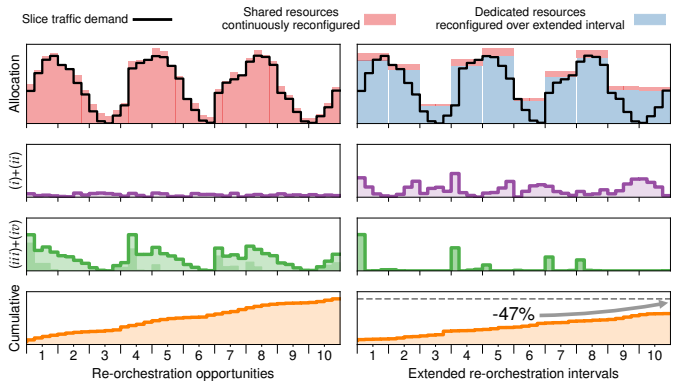 Slice traffic demand
Shared resources
continuously reconfigured
Dedicated resources
reconfigured over extended interval
Allocation
(i)+(ii)
(iii)+(iv)
Cumulative
-47%
1 2 3 4 5 6 7 8 9 10
1 2 3 4 5 6 7 8 9 10
Re-orchestration opportunities
Extended re-orchestration intervals